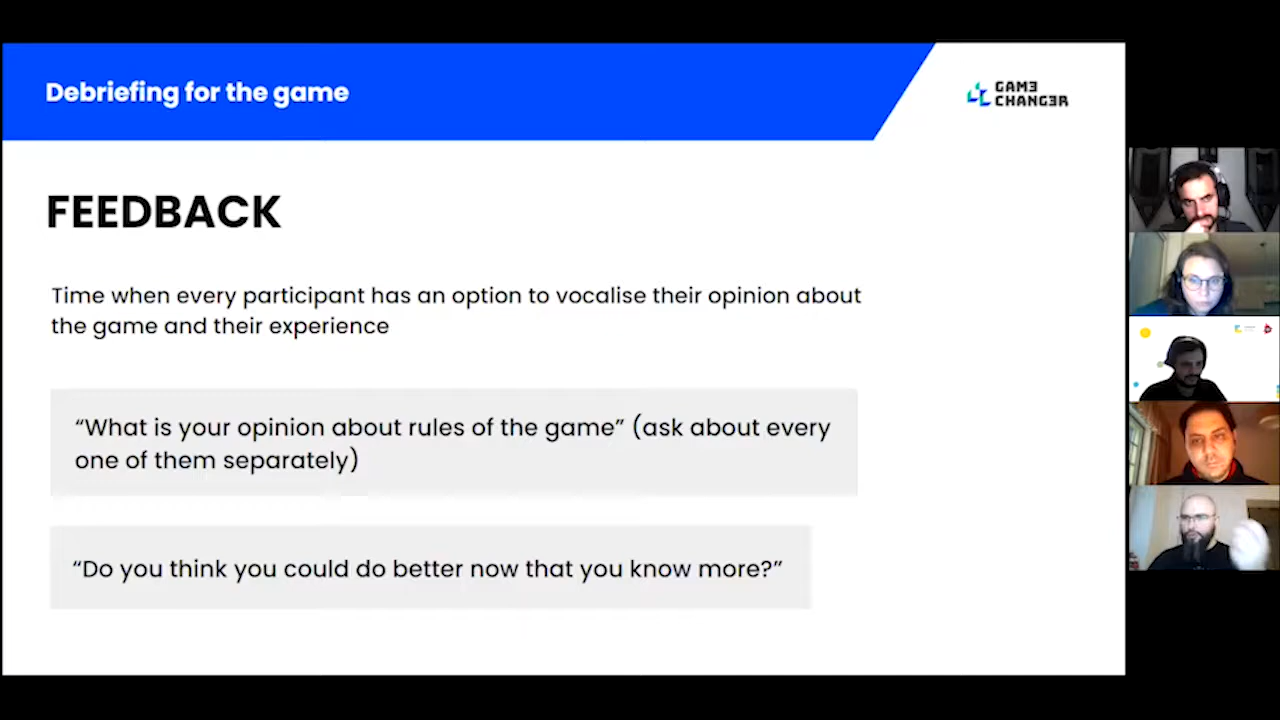 Debriefing for the game
GAMƎ
CHANGƎR
FEEDBACK
Time when every participant has an option to vocalise their opinion about
the game and their experience
“What is your opinion about rules of the game” (ask about every
one of them separately)
“Do you think you could do better now that you know more?”